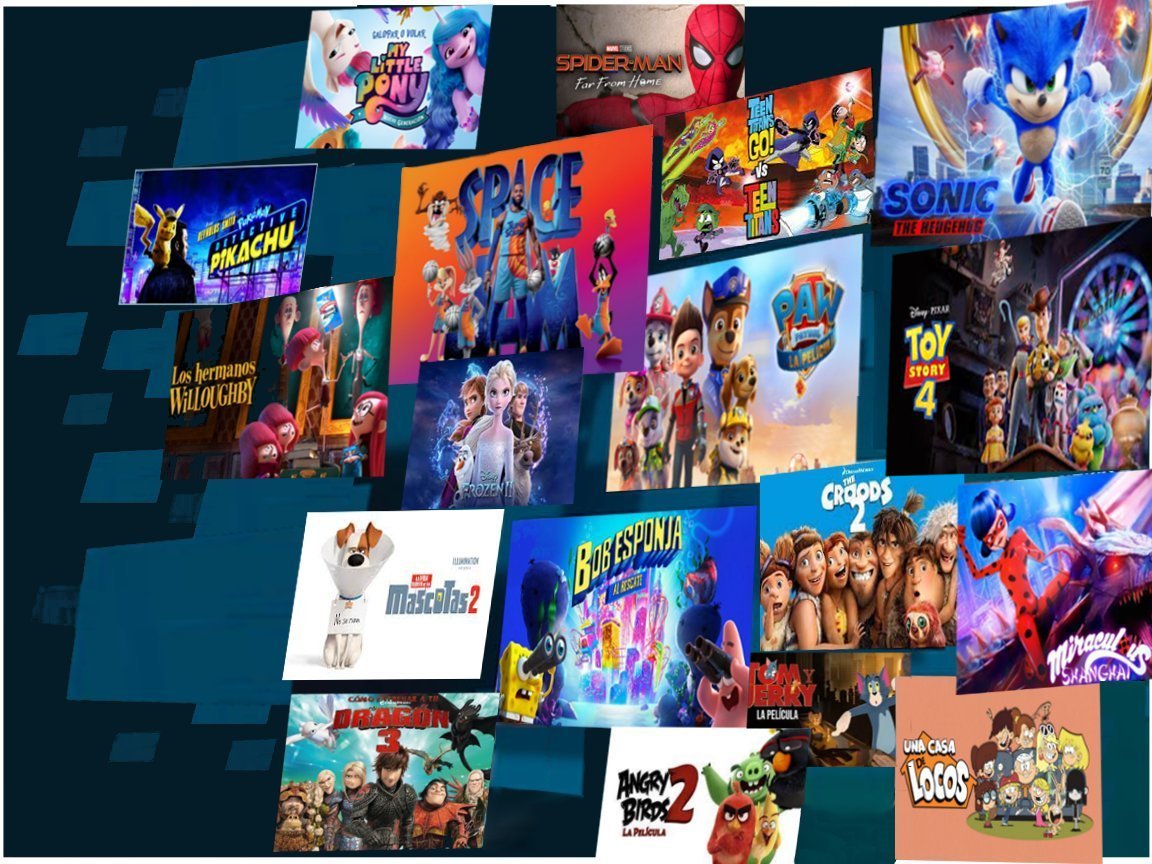 GALOPAR O VOLAR
MY
LITTLE
PONY
NUEVA GENERACIÓN
MARVEL STUDIOS
SPIDER-MAN
Far From Home
TEEN
TITANS
GO!
VS
TEEN
TITANS
SONIC
THE HEDGEHOG
POKÉMON
DETECTIVE
PIKACHU
SPACE
JAM
PAW
PATROL
LA PELÍCULA
Disney PIXAR
TOY
STORY
4
Los hermanos
WILLOUGHBY
Disney
FROZEN II
DREAMWORKS
THE
CROODS
2
Miraculous
SHANGHAI
ILLUMINATION
MASCOTAS 2
BOB ESPONJA
AL RESCATE
TOM Y
JERRY
LA PELÍCULA
CÓMO ENTRENAR A TU
DRAGÓN
3
ANGRY
BIRDS 2
LA PELÍCULA
UNA CASA
DE
LOCOS